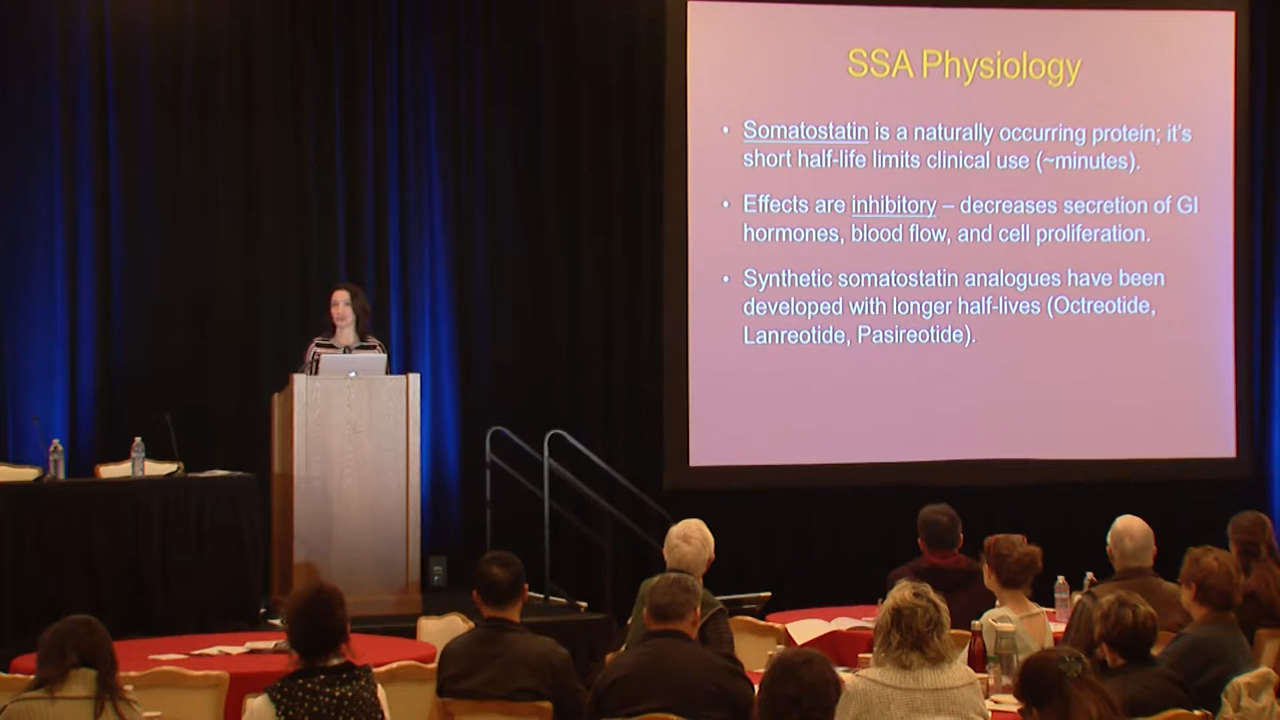 SSA Physiology
• Somatostatin is a naturally occurring protein; it's
short half-life limits clinical use (~minutes).
• Effects are inhibitory – decreases secretion of GI
hormones, blood flow, and cell proliferation.
• Synthetic somatostatin analogues have been
developed with longer half-lives (Octreotide,
Lanreotide, Pasireotide).